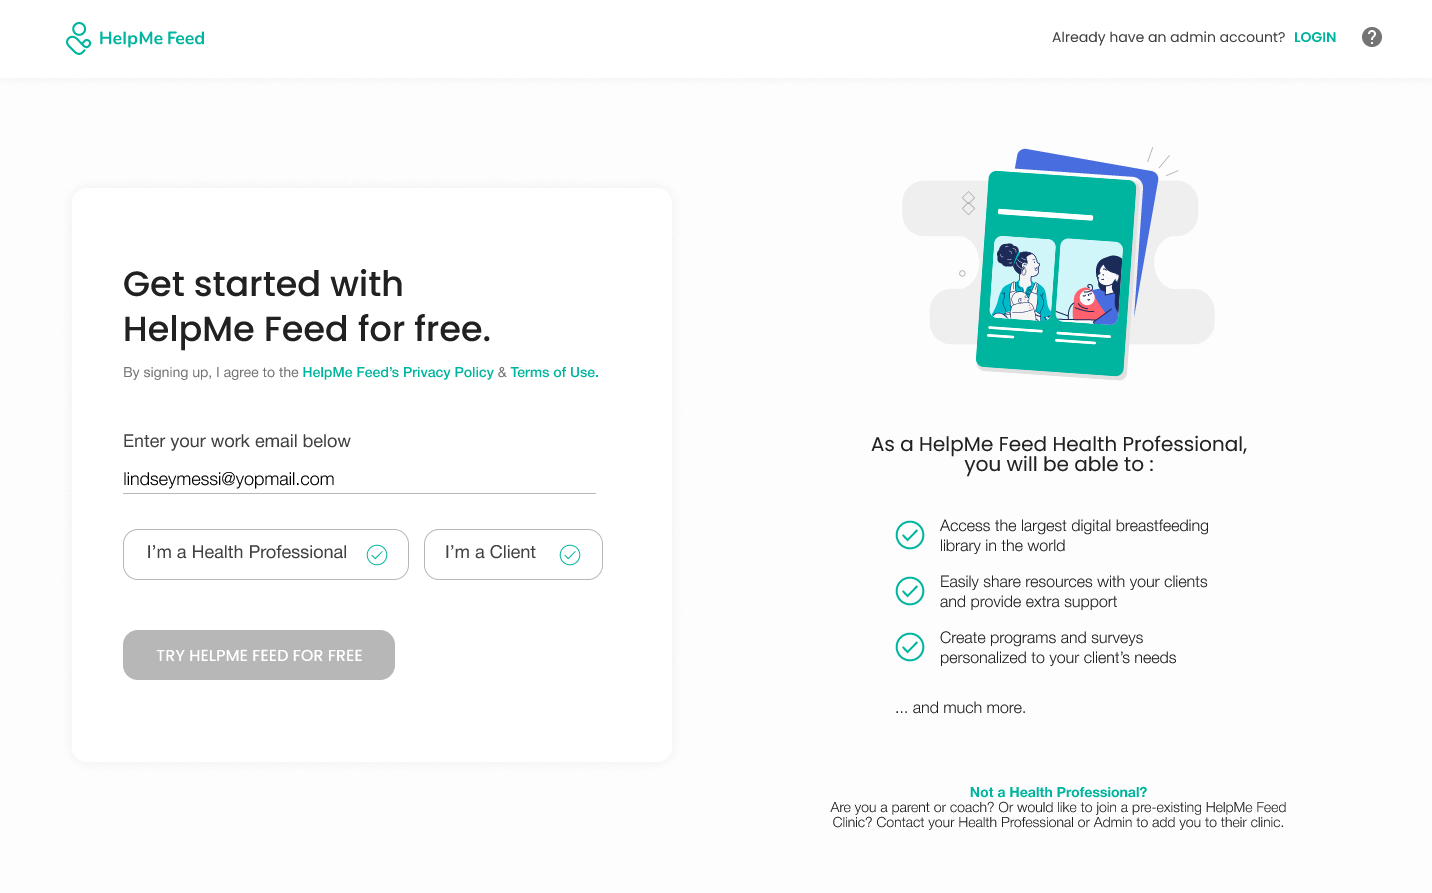 HelpMe Feed
Already have an admin account? LOGIN
Get started with
HelpMe Feed for free.
By signing up, I agree to the HelpMe Feed’s Privacy Policy & Terms of Use.
Enter your work email below
lindseymessi@yopmail.com
I’m a Health Professional
I’m a Client
TRY HELPME FEED FOR FREE
As a HelpMe Feed Health Professional,
you will be able to :
Access the largest digital breastfeeding
library in the world
Easily share resources with your clients
and provide extra support
Create programs and surveys
personalized to your client’s needs
... and much more.
Not a Health Professional?
Are you a parent or coach? Or would like to join a pre-existing HelpMe Feed
Clinic? Contact your Health Professional or Admin to add you to their clinic.